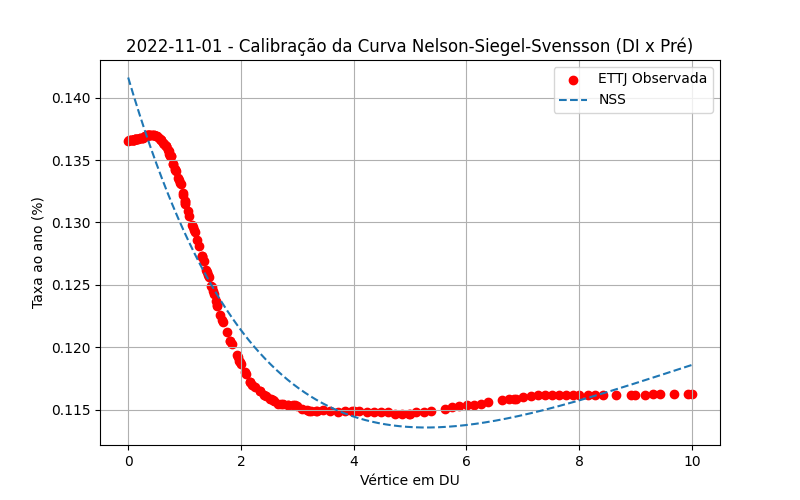 2022-11-01 - Calibração da Curva Nelson-Siegel-Svensson (DI x Pré)
ETTJ Observada
NSS
Taxa ao ano (%)
0.140
0.135
0.130
0.125
0.120
0.115
0 2 4 6 8 10
Vértice em DU